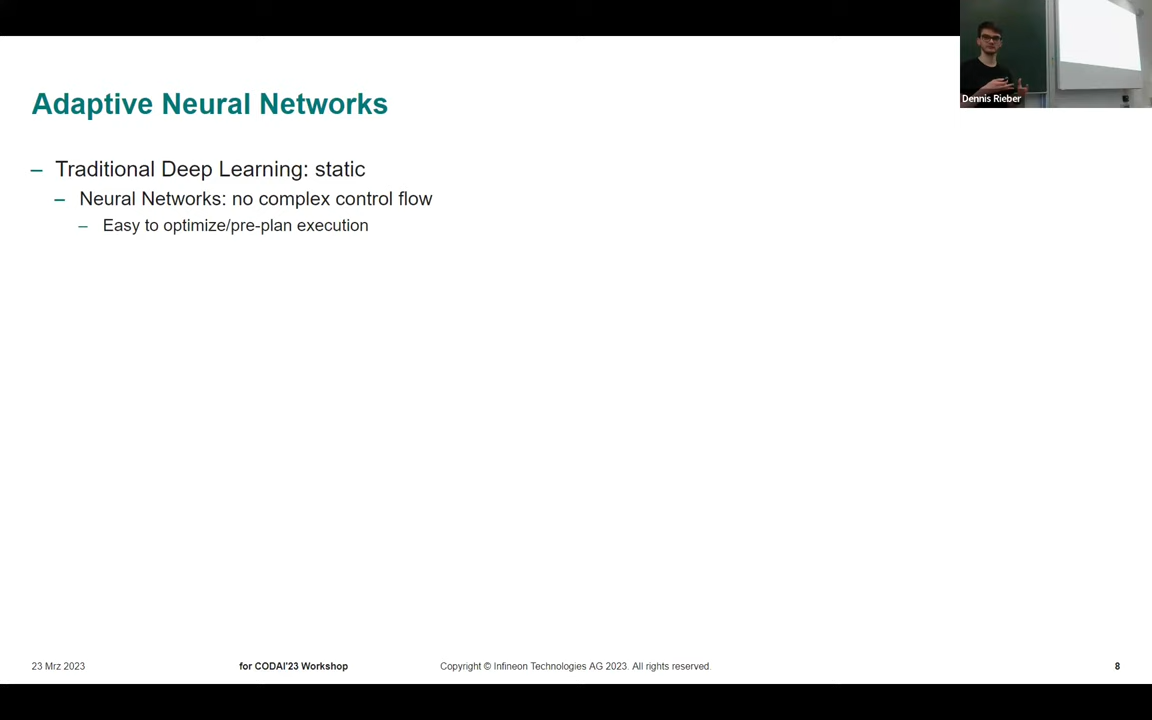 Adaptive Neural Networks
– Traditional Deep Learning: static
– Neural Networks: no complex control flow
– Easy to optimize/pre-plan execution
Dennis Rieber
23 Mrz 2023
for CODAI'23 Workshop
Copyright © Infineon Technologies AG 2023. All rights reserved.
8